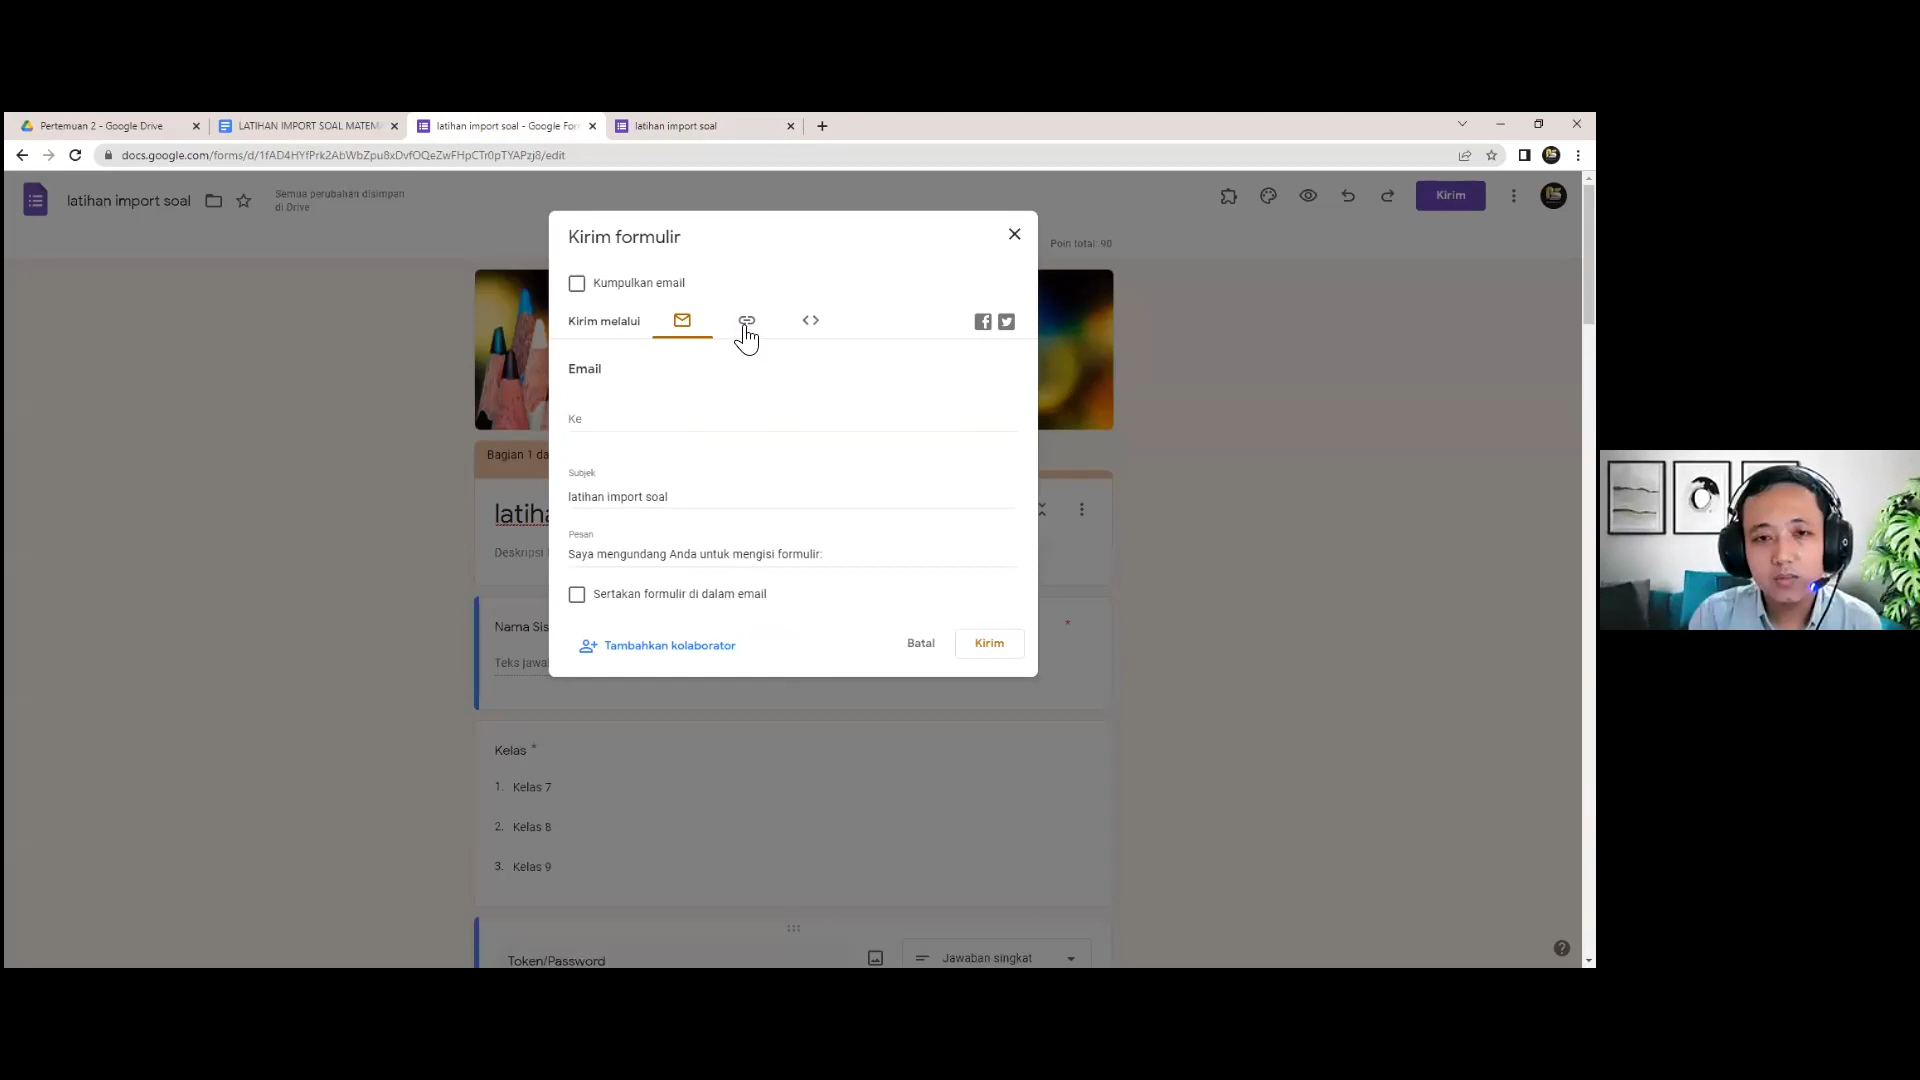 Pertemuan 2 - Google Drive
LATIHAN IMPORT SOAL MATEM
latihan import soal - Google For
latihan import soal
docs.google.com/forms/d/1fAD4HYfPrk2AbWbZpu8xDvfOQeZwFHpCTr0pTYAPzj8/edit
latihan import soal
Semua perubahan disimpan
di Drive
Kirim
Poin total: 90
Kirim formulir
Kumpulkan email
Kirim melalui
Email
Ke
Subjek
latihan import soal
Pesan
Saya mengundang Anda untuk mengisi formulir:
Sertakan formulir di dalam email
Tambahkan kolaborator
Batal
Kirim
Bagian 1 da
latiha
Deskripsi
Nama Sis
*
Teks jawa
Kelas *
1. Kelas 7
2. Kelas 8
3. Kelas 9
Token/Password
Jawaban singkat